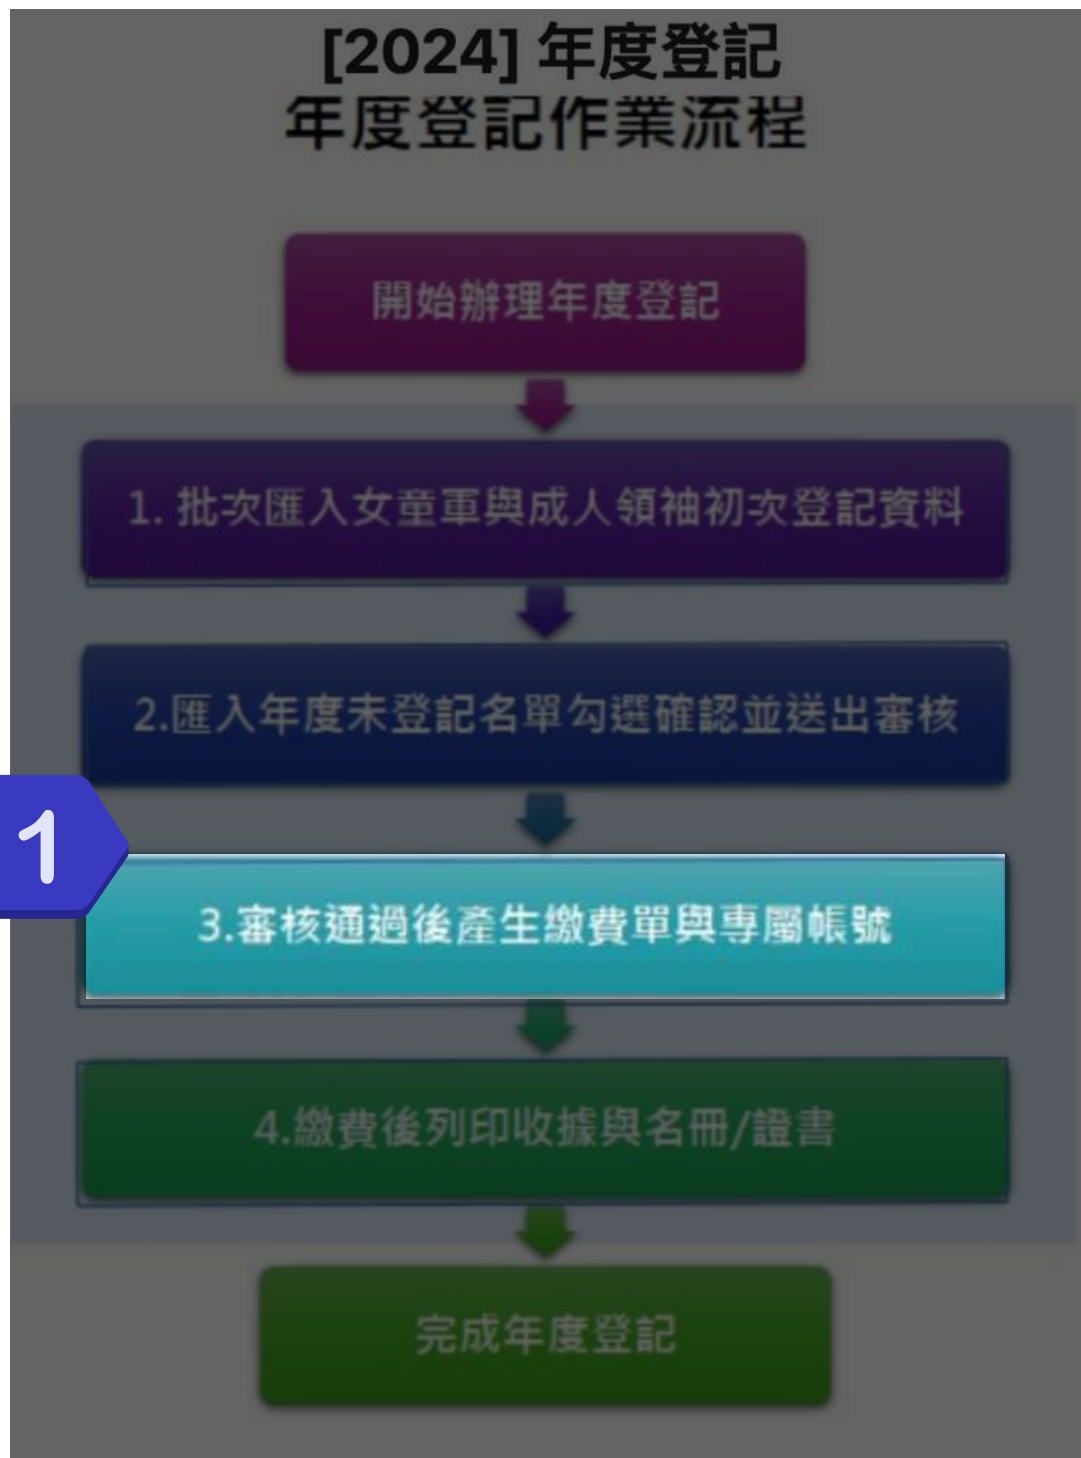 [2024] 年度登記
年度登記作業流程
開始辦理年度登記
1. 批次匯入女童軍與成人領袖初次登記資料
2.匯入年度未登記名單勾選確認並送出審核
1
3.審核通過後產生繳費單與專屬帳號
4.繳費後列印收據與名冊/證書
完成年度登記